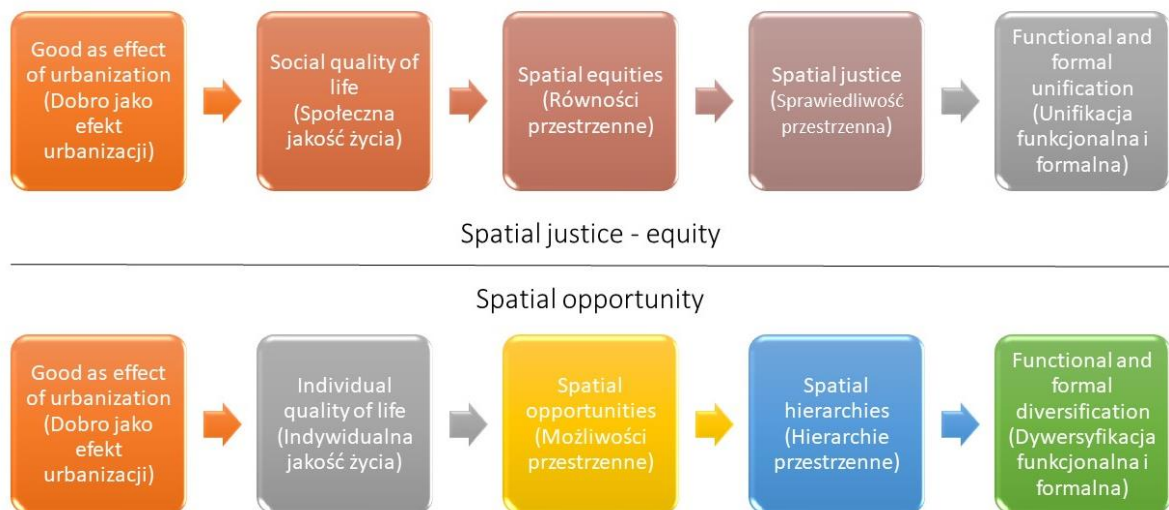 Good as effect
of urbanization
(Dobro jako
efekt
urbanizacji)
Social quality of
life
(Społeczna
jakość życia)
Spatial equities
(Równości
przestrzenne)
Spatial justice
(Sprawiedliwość
przestrzenna)
Functional and
formal
unification
(Unifikacja
funkcjonalna i
formalna)
Spatial justice - equity
Spatial opportunity
Good as effect
of urbanization
(Dobro jako
efekt
urbanizacji)
Individual
quality of life
(Indywidualna
jakość życia)
Spatial
opportunities
(Możliwości
przestrzenne)
Spatial
hierarchies
(Hierarchie
przestrzenne)
Functional and
formal
diversification
(Dywersyfikacja
funkcjonalna i
formalna)